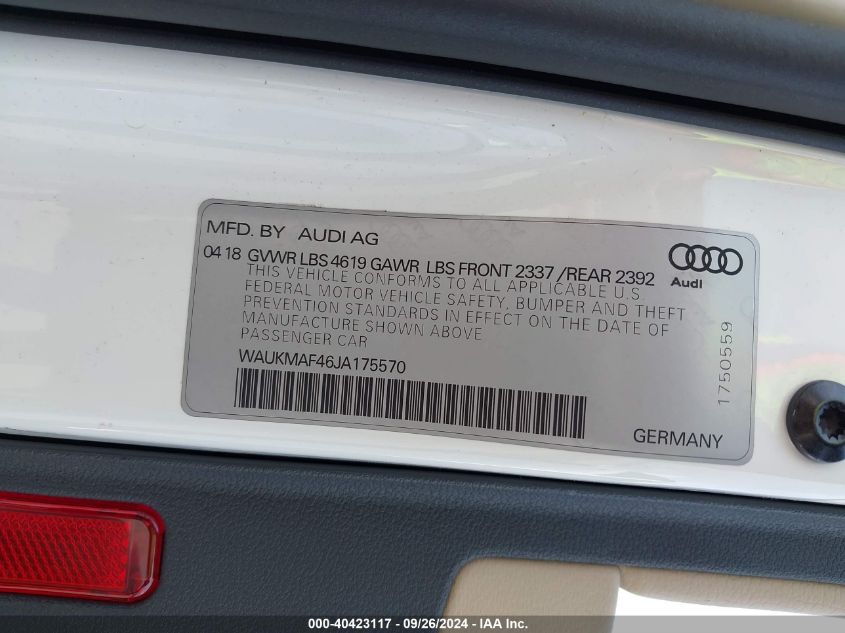 MFD. BY AUDI AG
04 18 GVWR LBS 4619 GAWR LBS FRONT 2337 /REAR 2392
THIS VEHICLE CONFORMS TO ALL APPLICABLE U.S.
FEDERAL MOTOR VEHICLE SAFETY, BUMPER AND THEFT
PREVENTION STANDARDS IN EFFECT ON THE DATE OF
MANUFACTURE SHOWN ABOVE
PASSENGER CAR
WAUKMAF46JA175570
Audi
1750559
GERMANY
000-40423117 - 09/26/2024 - IAA Inc.